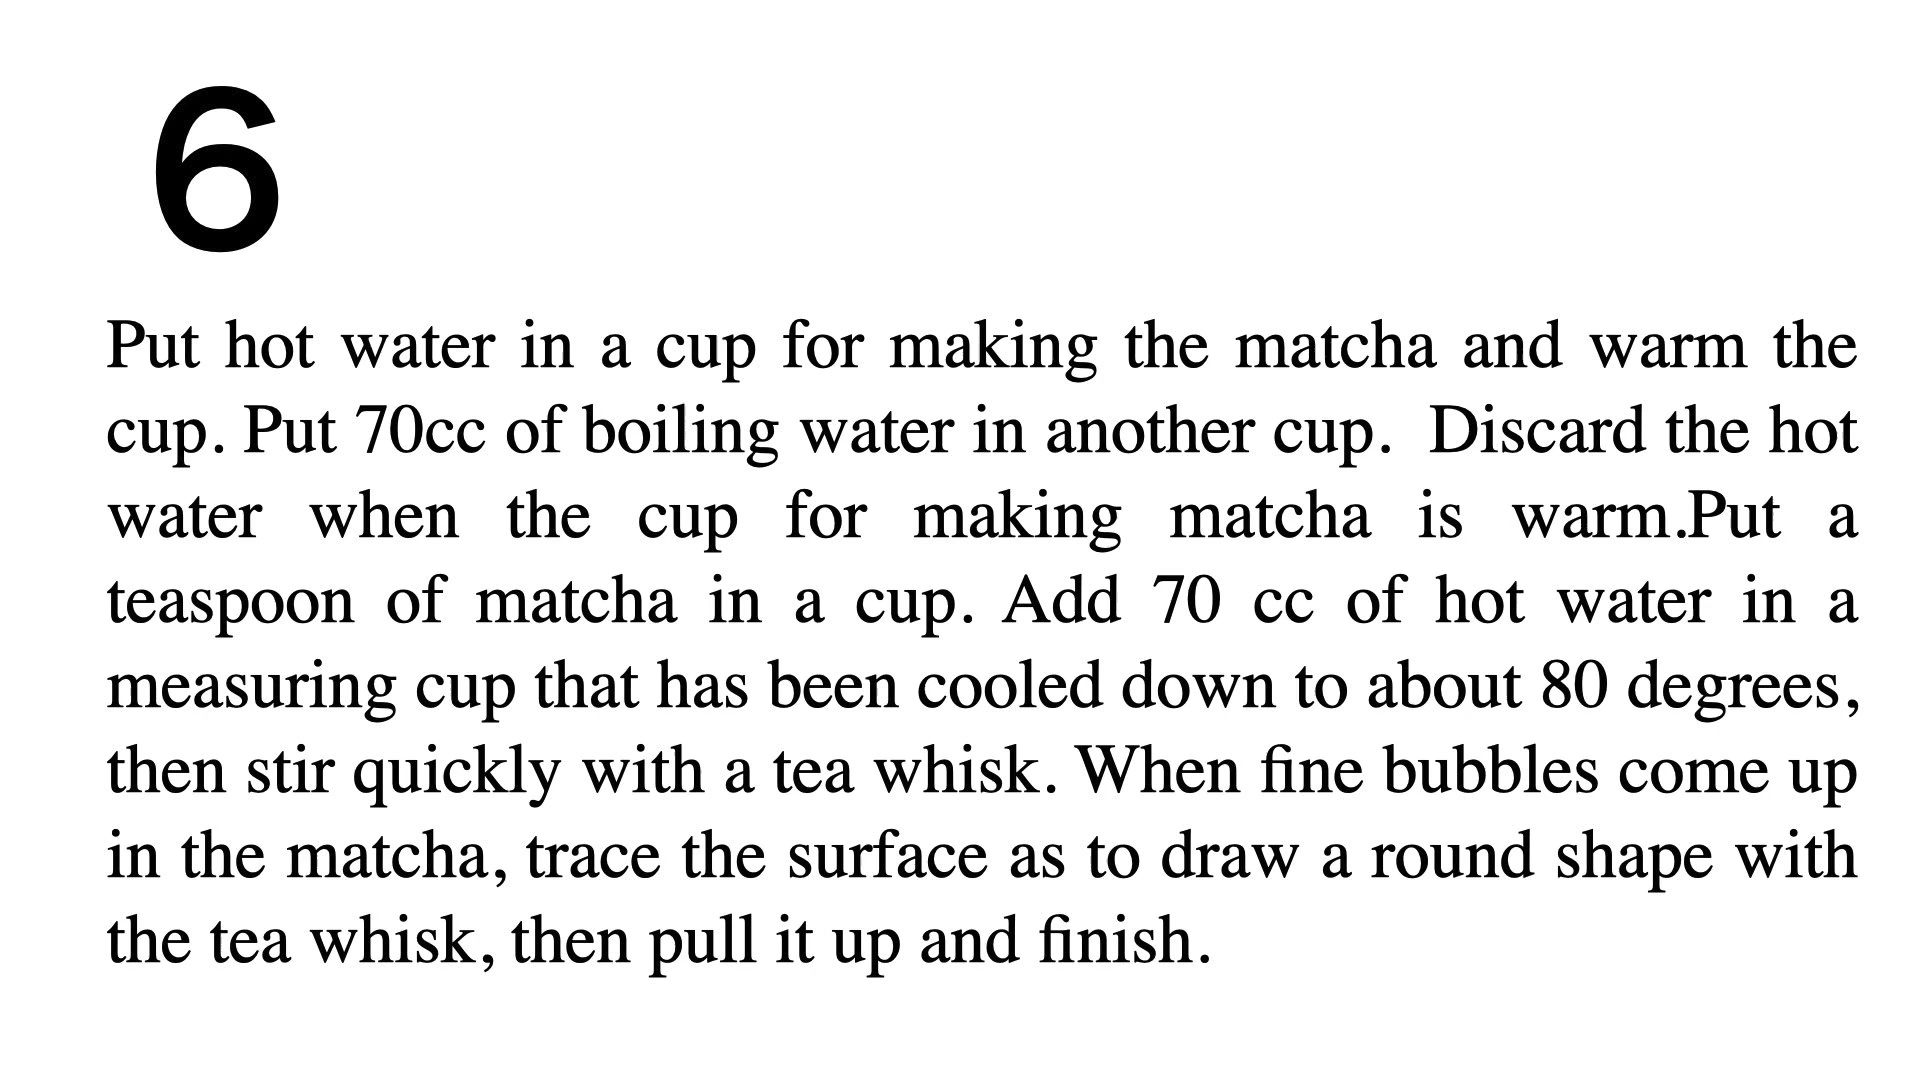 6
Put hot water in a cup for making the matcha and warm the
cup. Put 70cc of boiling water in another cup.  Discard the hot
water when the cup for making matcha is warm.Put a
teaspoon of matcha in a cup. Add 70 cc of hot water in a
measuring cup that has been cooled down to about 80 degrees,
then stir quickly with a tea whisk. When fine bubbles come up
in the matcha, trace the surface as to draw a round shape with
the tea whisk, then pull it up and finish.